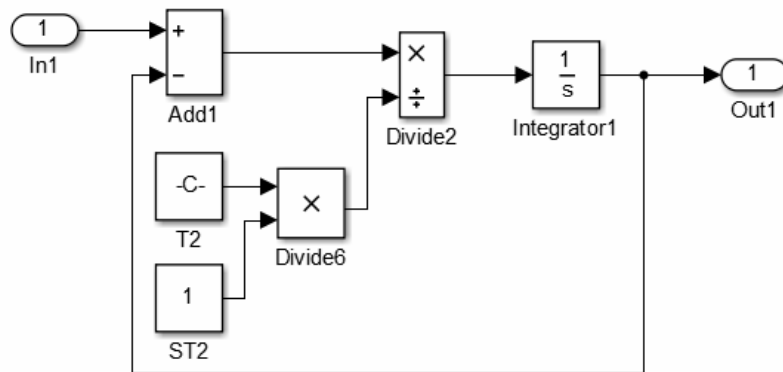 1
In1
+
−
Add1
×
÷
Divide2
1
s
Integrator1
1
Out1
-C-
T2
×
Divide6
1
ST2